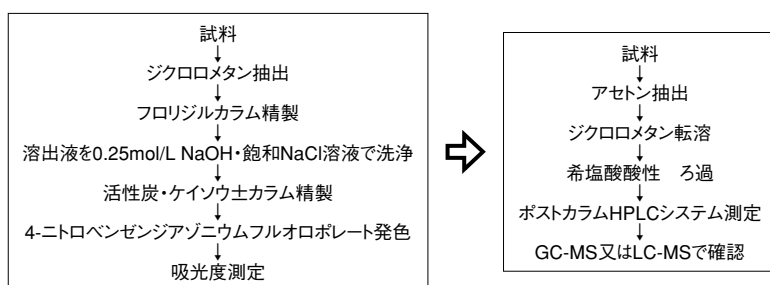 試料
ジクロロメタン抽出
フロリジルカラム精製
溶出液を0.25mol/L NaOH・飽和NaCl溶液で洗浄
活性炭・ケイソウ土カラム精製
4-ニトロベンゼンジアゾニウムフルオロボレート発色
吸光度測定
試料
アセトン抽出
ジクロロメタン転溶
希塩酸酸性　ろ過
ポストカラムHPLCシステム測定
GC-MS又はLC-MSで確認